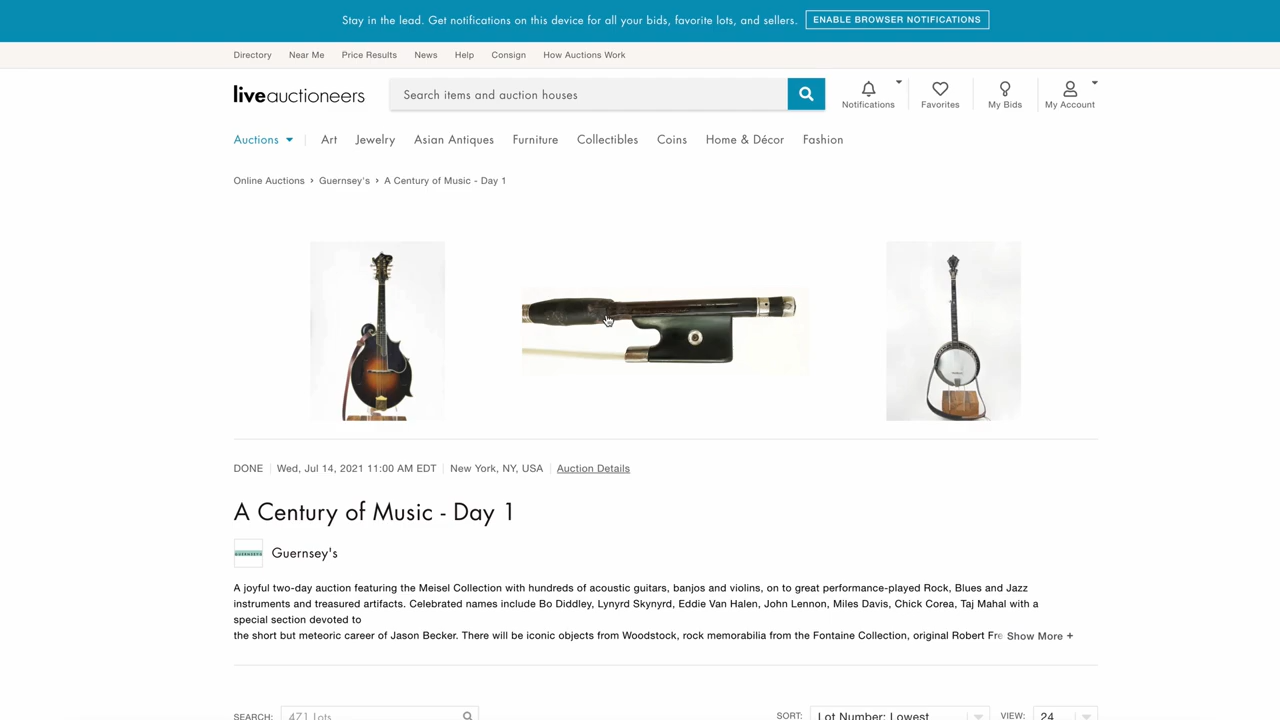 Stay in the lead. Get notifications on this device for all your bids, favorite lots, and sellers. ENABLE BROWSER NOTIFICATIONS
Directory Near Me Price Results News Help Consign How Auctions Work
liveauctioneers Search items and auction houses Notifications Favorites My Bids My Account
Auctions Art Jewelry Asian Antiques Furniture Collectibles Coins Home & Décor Fashion
Online Auctions › Guernsey's › A Century of Music - Day 1
DONE Wed, Jul 14, 2021 11:00 AM EDT New York, NY, USA Auction Details
A Century of Music - Day 1
GUERNSEY'S Guernsey's
A joyful two-day auction featuring the Meisel Collection with hundreds of acoustic guitars, banjos and violins, on to great performance-played Rock, Blues and Jazz
instruments and treasured artifacts. Celebrated names include Bo Diddley, Lynyrd Skynyrd, Eddie Van Halen, John Lennon, Miles Davis, Chick Corea, Taj Mahal with a
special section devoted to
the short but meteoric career of Jason Becker. There will be iconic objects from Woodstock, rock memorabilia from the Fontaine Collection, original Robert Fre Show More +
SEARCH: 471 Lots SORT: Lot Number: Lowest VIEW: 24